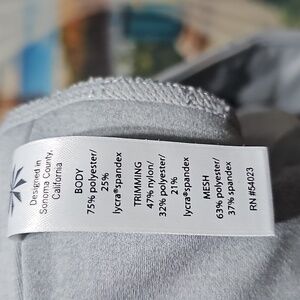 Designed in
Sonoma County,
California
BODY
75% polyester/
25%
lycra®spandex
TRIMMING
47% nylon/
32% polyester/
21%
lycra®spandex
MESH
63% polyester/
37% spandex
RN #54023